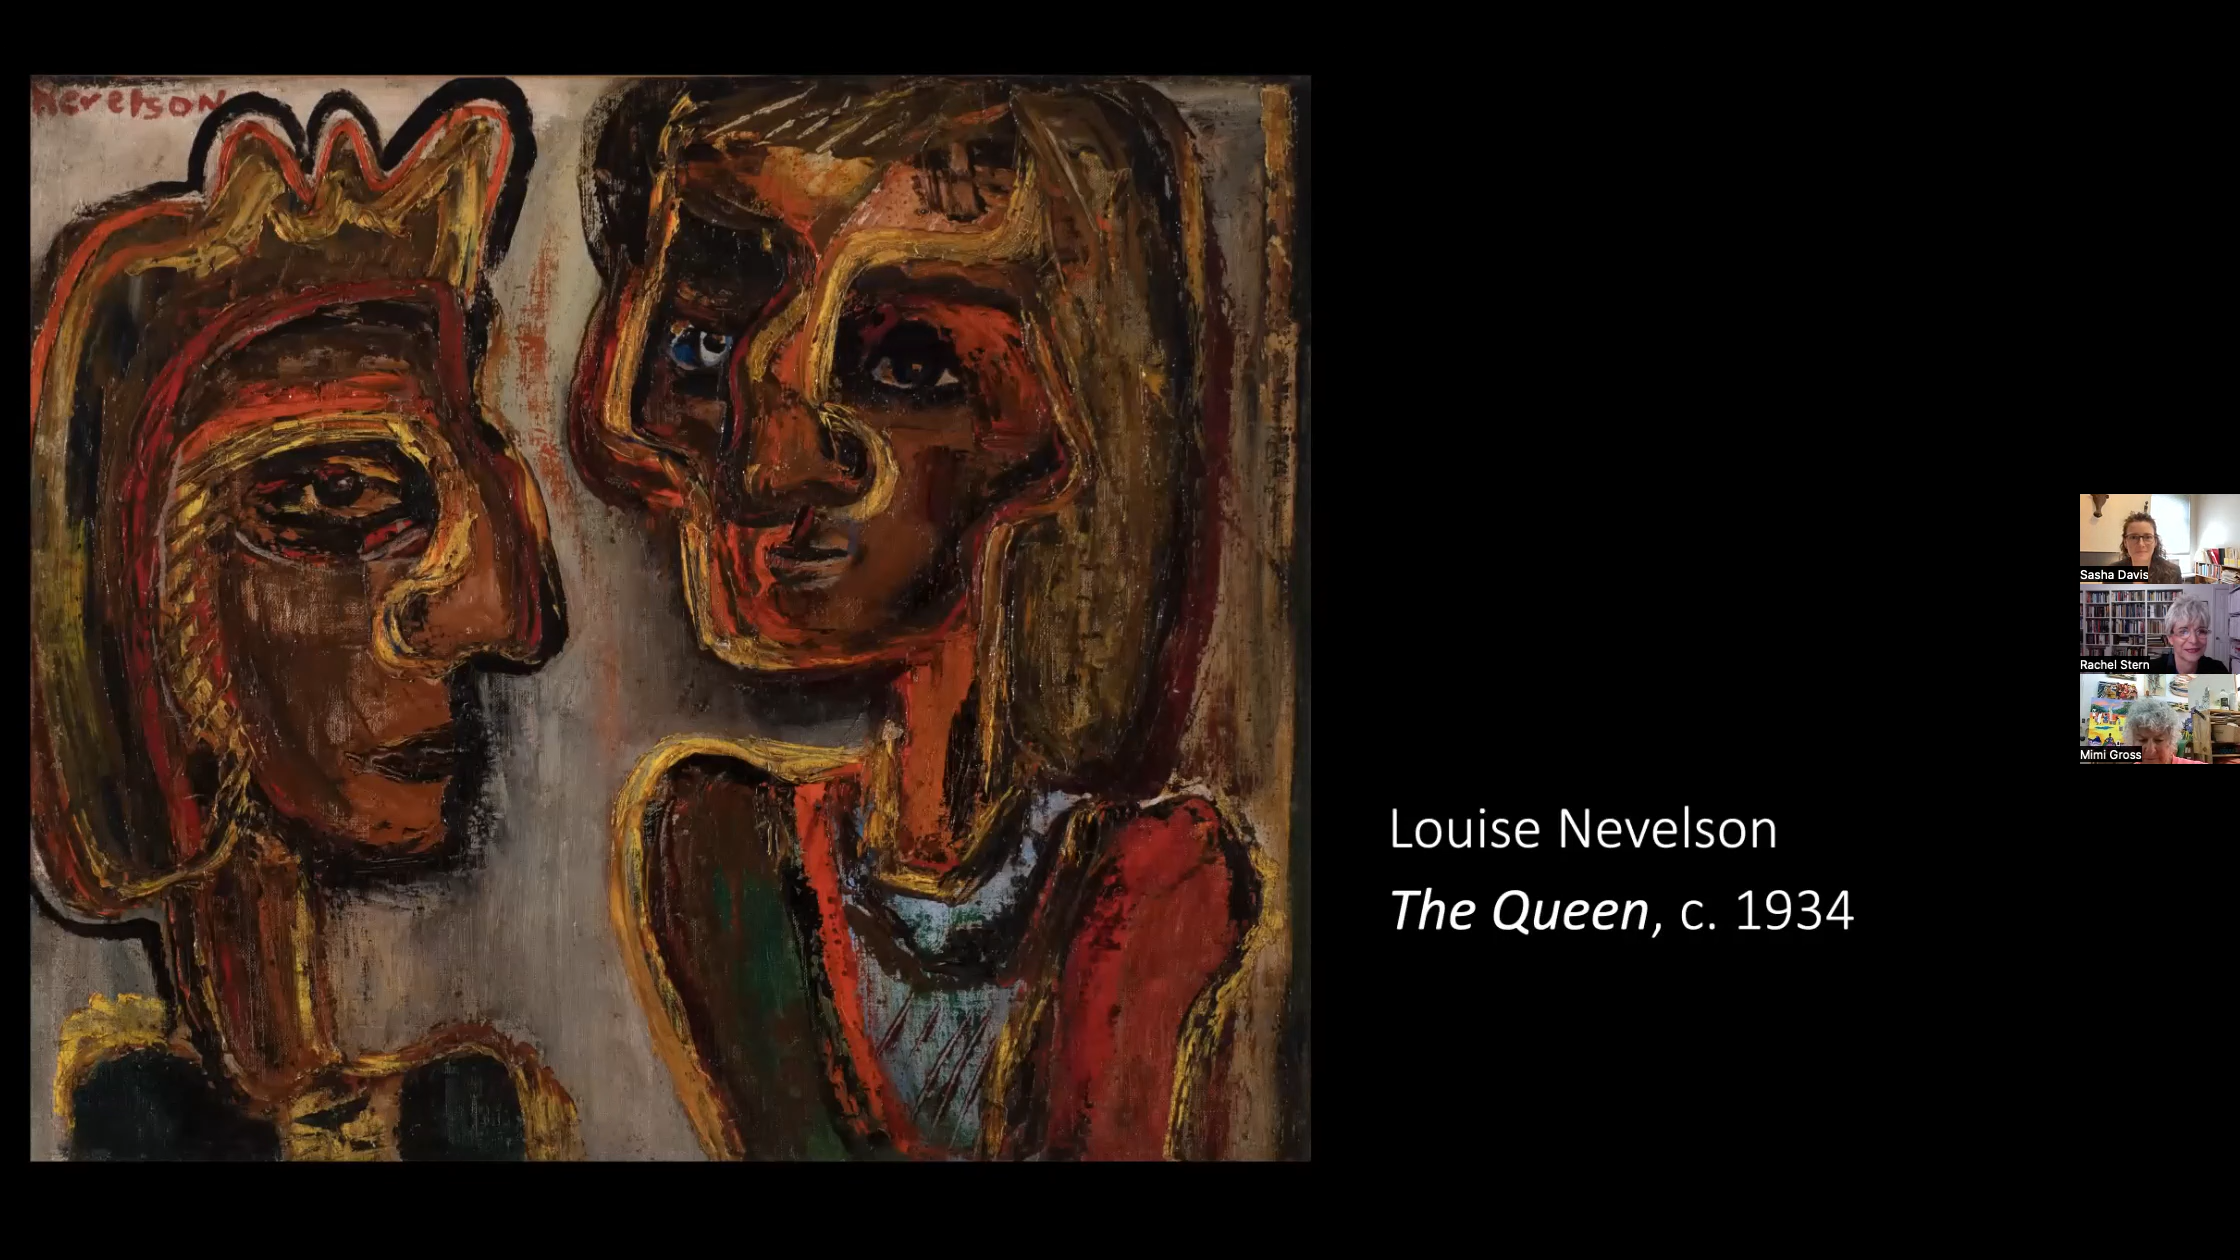 nevelson
Louise Nevelson
The Queen, c. 1934
Sasha Davis
Rachel Stern
Mimi Gross